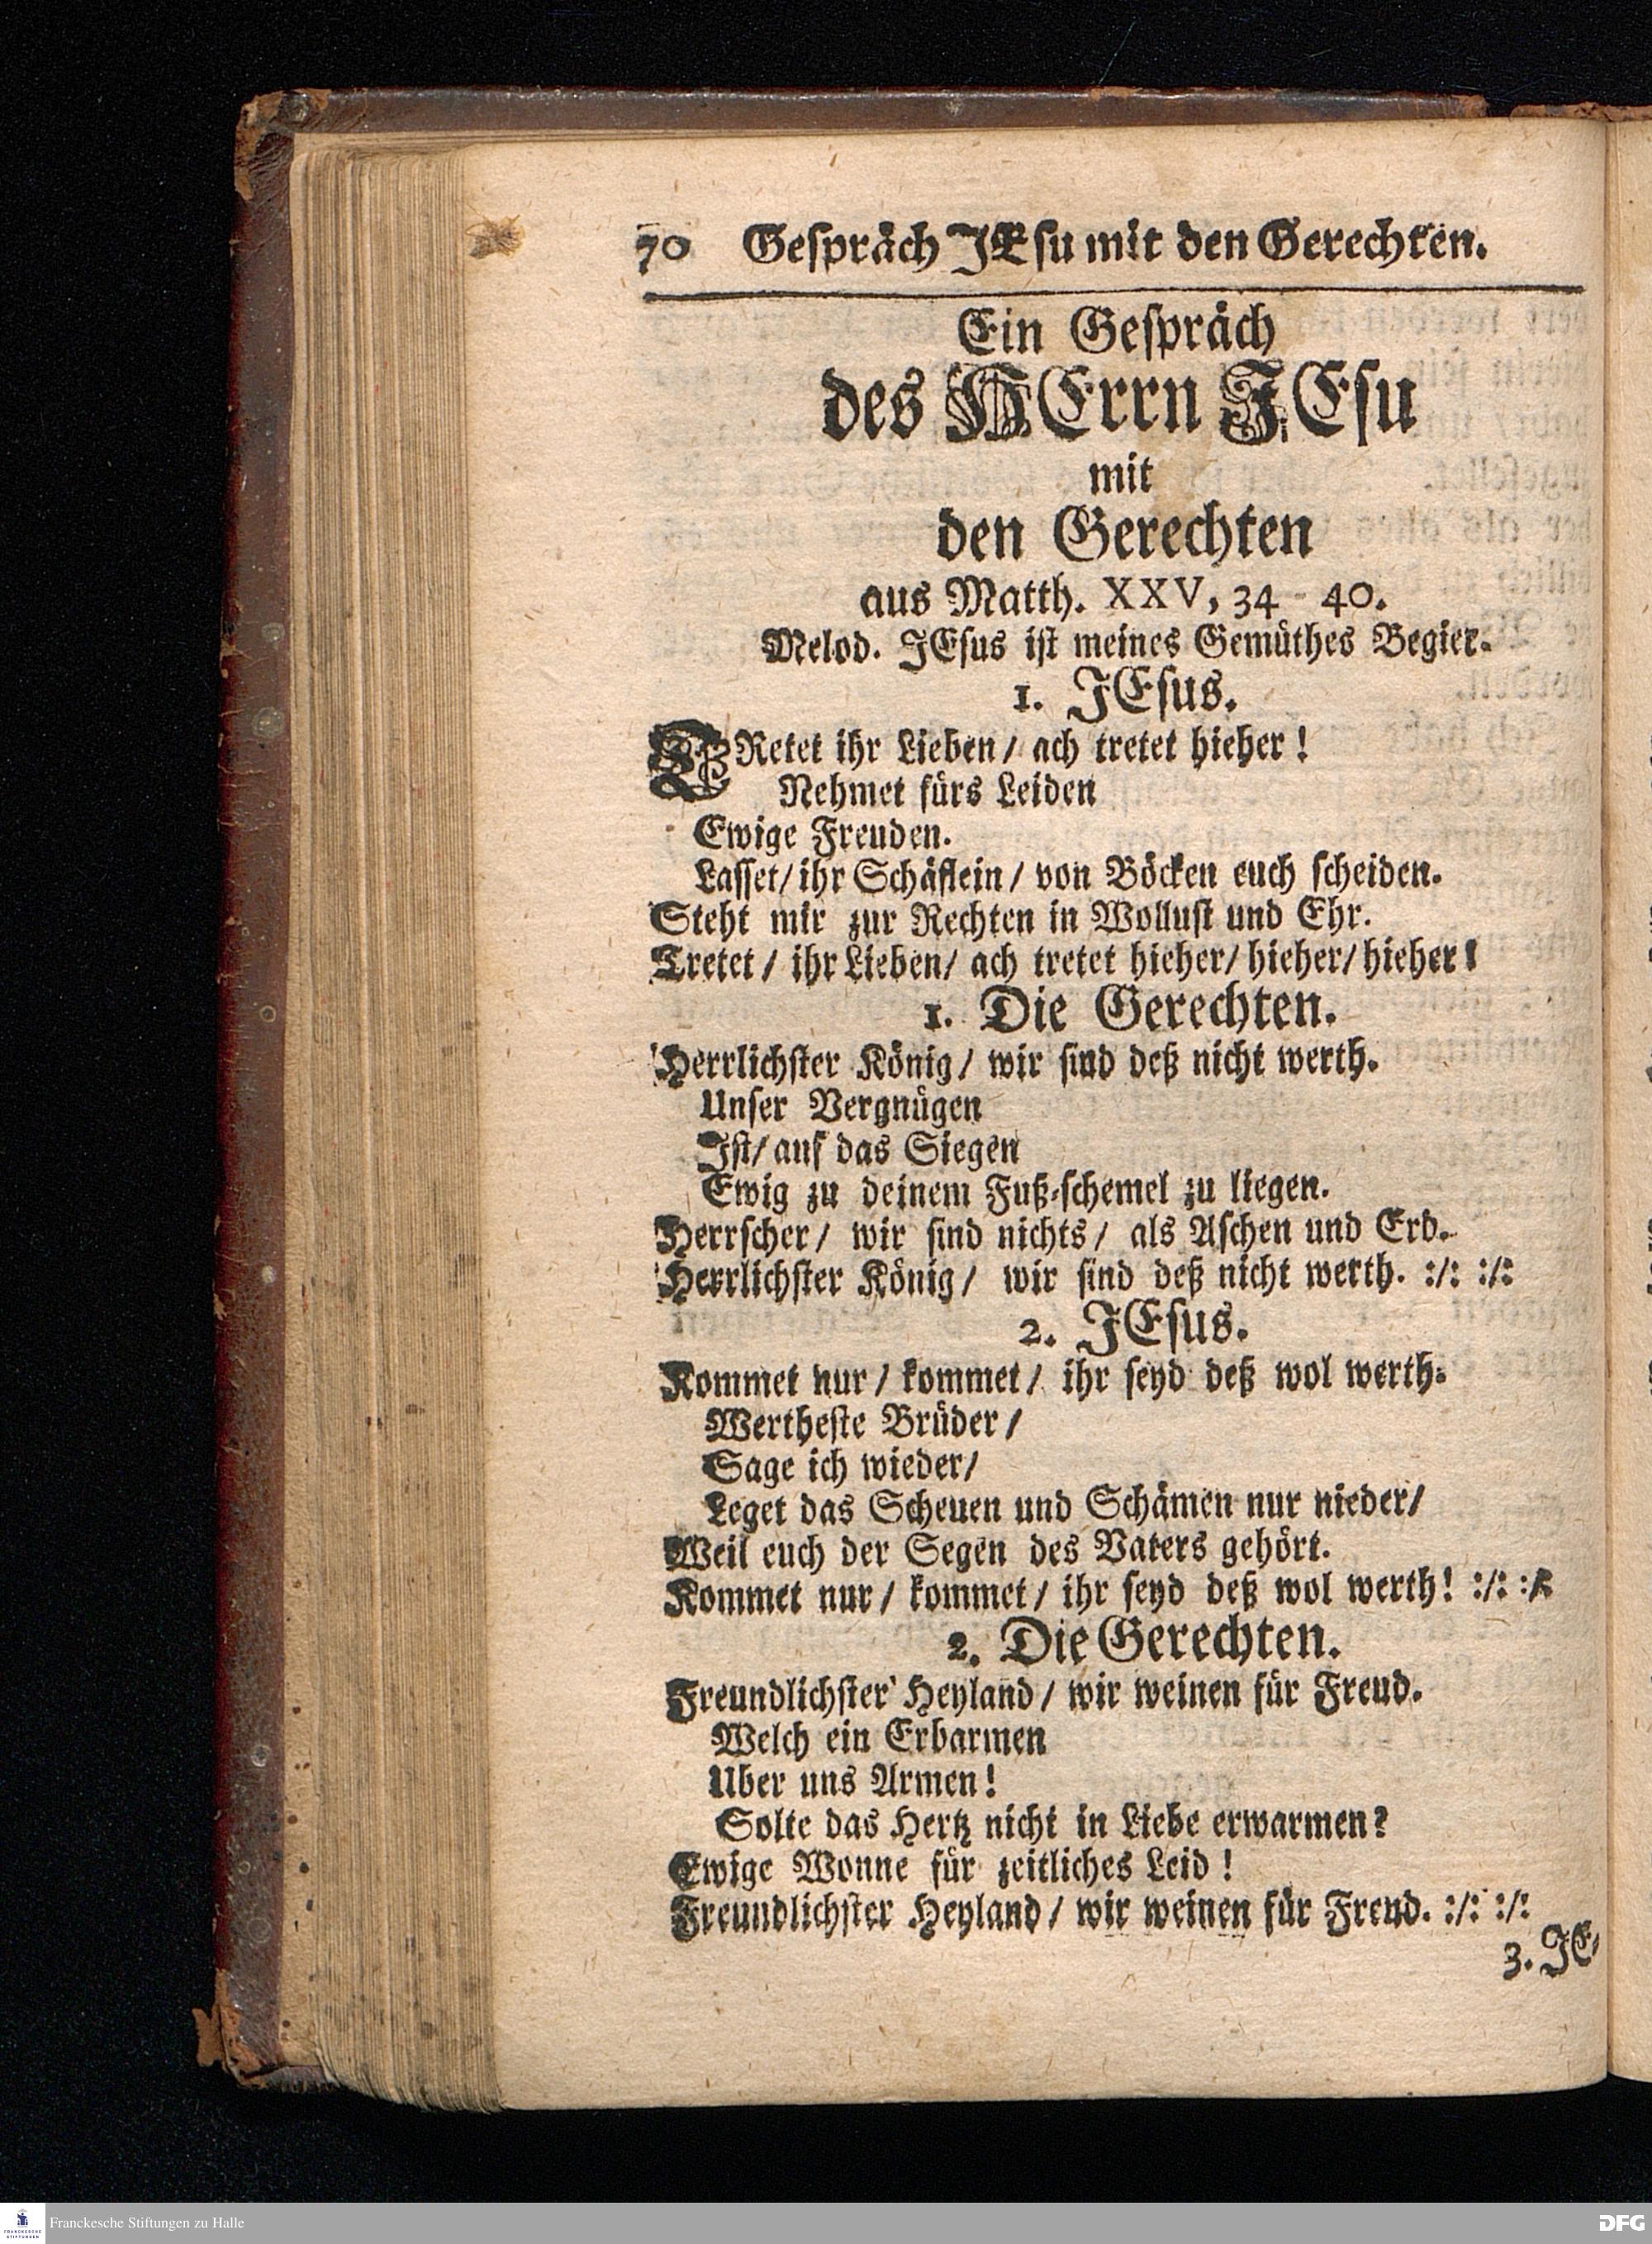 70 Gespräch JEsu mit den Gerechten.
Ein Gespräch
des HErrn JEsu
mit
den Gerechten
aus Matth. XXV, 34 - 40.
Melod. JEsus ist meines Gemüthes Begier.
1. JEsus.
TRetet ihr Lieben / ach tretet hieher!
Nehmet fürs Leiden
Ewige Freuden.
Lasset / ihr Schäflein / von Böcken euch scheiden.
Steht mir zur Rechten in Wollust und Ehr.
Tretet / ihr Lieben / ach tretet hieher / hieher / hieher!
1. Die Gerechten.
Herrlichster König / wir sind deß nicht werth.
Unser Vergnügen
Ist / auf das Siegen
Ewig zu deinem Fuß-schemel zu liegen.
Herrscher / wir sind nichts / als Aschen und Erd.
Herrlichster König / wir sind deß nicht werth. :/: :/:
2. JEsus.
Kommet nur / kommet / ihr seyd deß wol werth:
Wertheste Brüder /
Sage ich wieder /
Leget das Scheuen und Schämen nur nieder /
Weil euch der Segen des Vaters gehört.
Kommet nur / kommet / ihr seyd deß wol werth! :/: :/:
2. Die Gerechten.
Freundlichster Heyland / wir weinen für Freud.
Welch ein Erbarmen
Uber uns Armen!
Solte das Hertz nicht in Liebe erwarmen?
Ewige Wonne für zeitliches Leid!
Freundlichster Heyland / wir weinen für Freud. :/: :/:
3. JE-
FRANCKESCHE STIFTUNGEN
Franckesche Stiftungen zu Halle
DFG